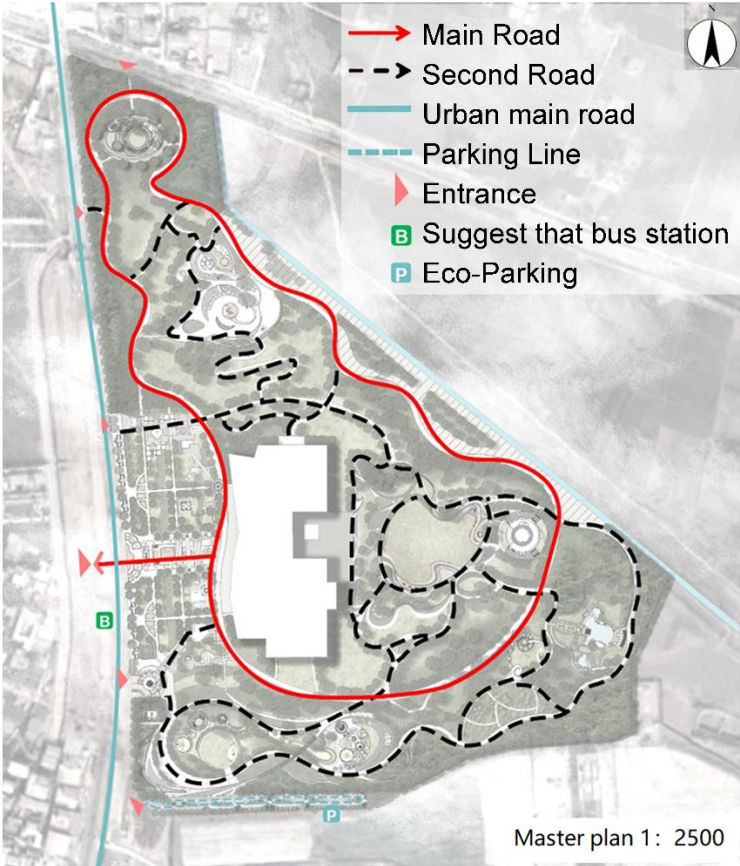 N
Main Road
Second Road
Urban main road
Parking Line
Entrance
B Suggest that bus station
P Eco-Parking
B
P
Master plan 1: 2500